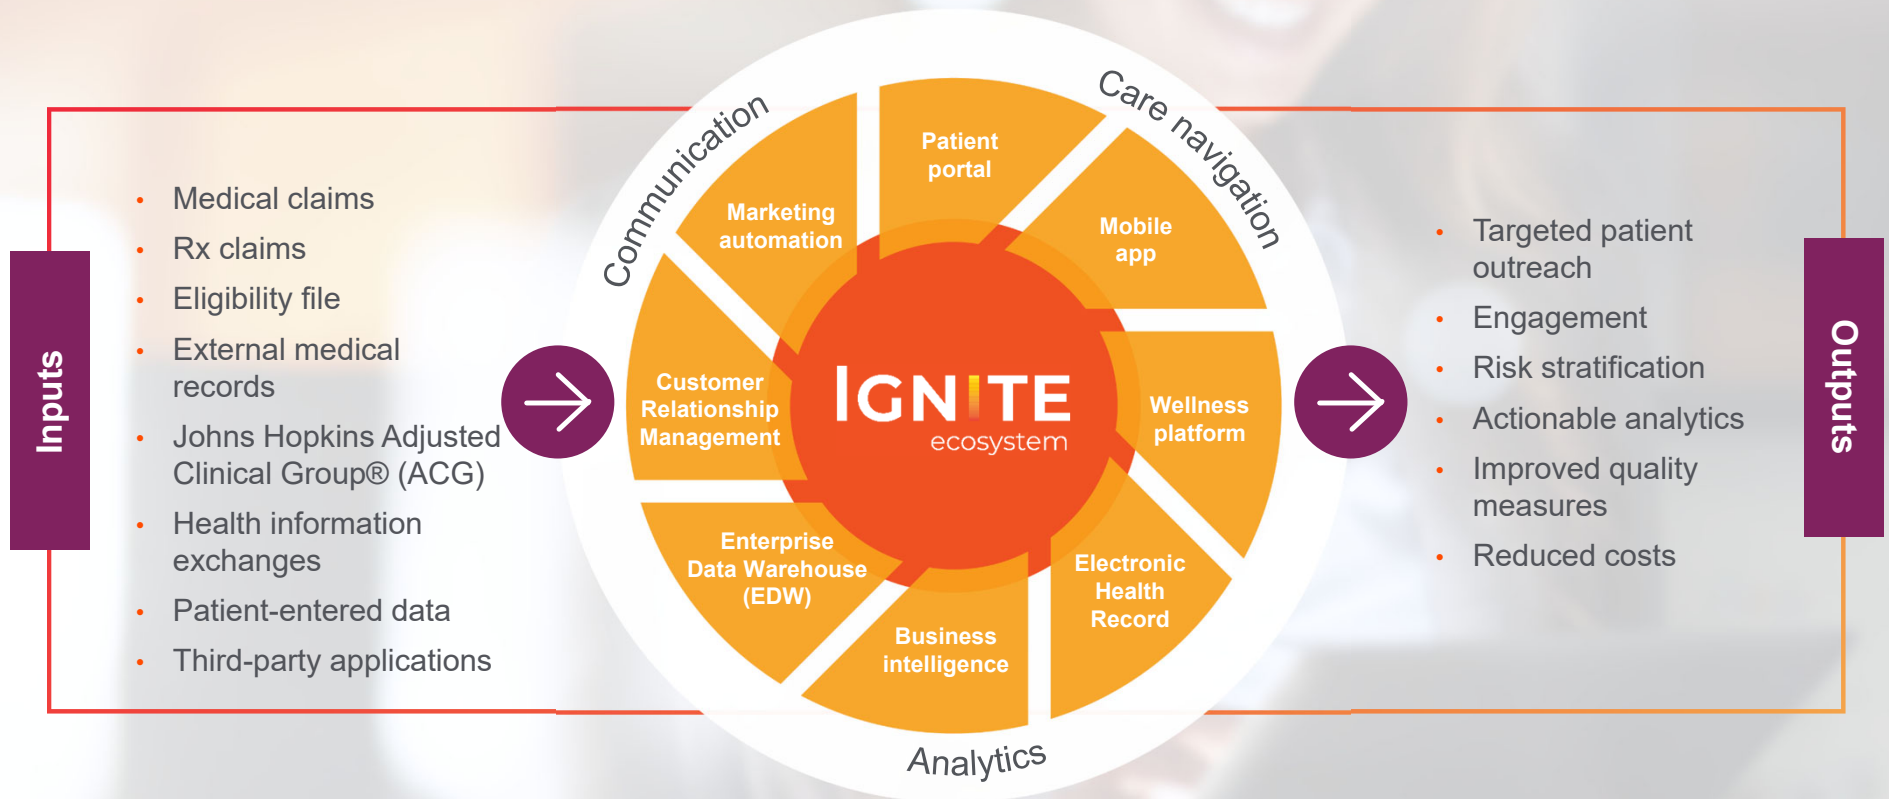 Inputs
Medical claims
Rx claims
Eligibility file
External medical
records
Johns Hopkins Adjusted
Clinical Group® (ACG)
Health information
exchanges
Patient-entered data
Third-party applications
Communication
Care navigation
Analytics
Patient
portal
Mobile
app
Wellness
platform
Electronic
Health
Record
Business
intelligence
Enterprise
Data Warehouse
(EDW)
Customer
Relationship
Management
Marketing
automation
IGNITE
ecosystem
Targeted patient
outreach
Engagement
Risk stratification
Actionable analytics
Improved quality
measures
Reduced costs
Outputs